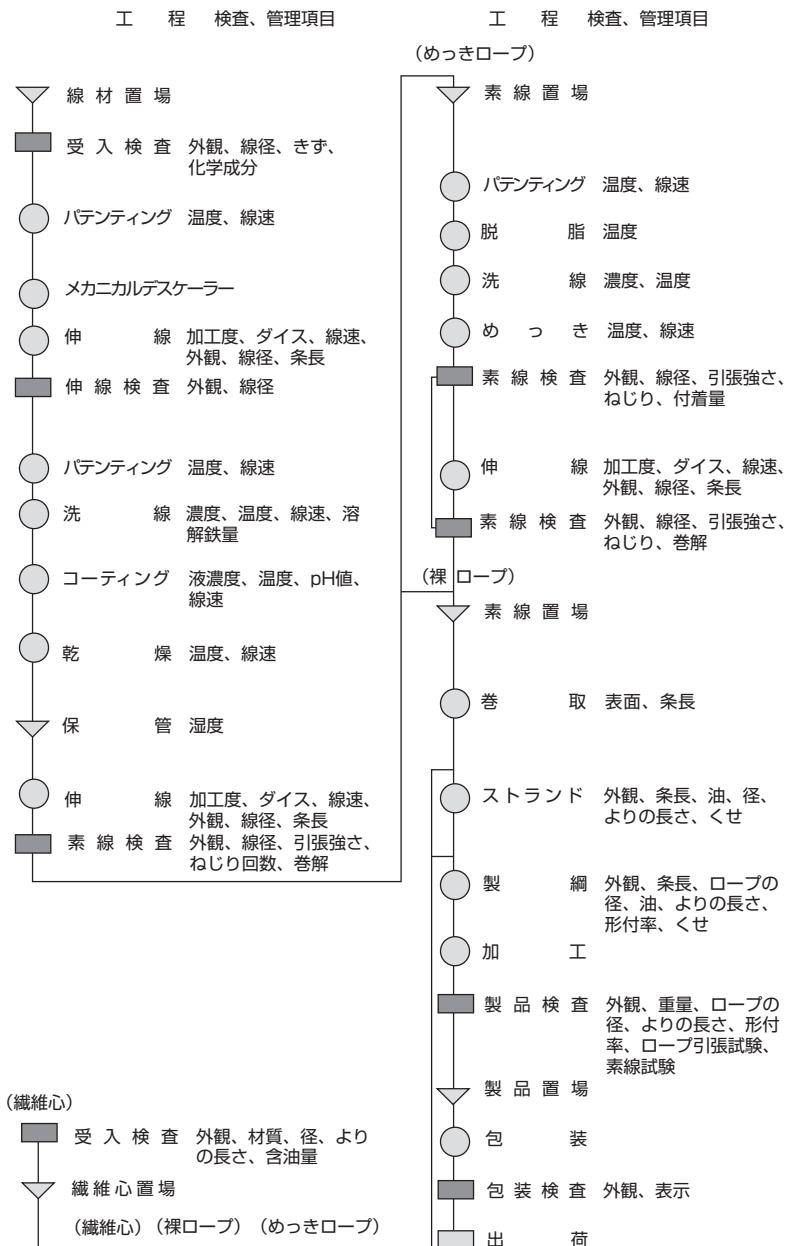 工程 検査、管理項目
線材置場
受入検査 外観、線径、きず、
化学成分
パテンティング 温度、線速
メカニカルデスケーラー
伸線 加工度、ダイス、線速、
外観、線径、条長
伸線検査 外観、線径
パテンティング 温度、線速
洗線 濃度、温度、線速、溶
解鉄量
コーティング 液濃度、温度、pH値、
線速
乾燥 温度、線速
保管 湿度
伸線 加工度、ダイス、線速、
外観、線径、条長
素線検査 外観、線径、引張強さ、
ねじり回数、巻解
(繊維心)
受入検査 外観、材質、径、より
の長さ、含油量
繊維心置場
(繊維心) (裸ロープ) (めっきロープ)
工程 検査、管理項目
(めっきロープ)
素線置場
パテンティング 温度、線速
脱脂 温度
洗線 濃度、温度
めっき 温度、線速
素線検査 外観、線径、引張強さ、
ねじり、付着量
伸線 加工度、ダイス、線速、
外観、線径、条長
素線検査 外観、線径、引張強さ、
ねじり、巻解
(裸ロープ)
素線置場
巻取 表面、条長
ストランド 外観、条長、油、径、
よりの長さ、くせ
製綱 外観、条長、ロープの
径、油、よりの長さ、
形付率、くせ
加工
製品検査 外観、重量、ロープの
径、よりの長さ、形付
率、ロープ引張試験、
素線試験
製品置場
包装
包装検査 外観、表示
出荷